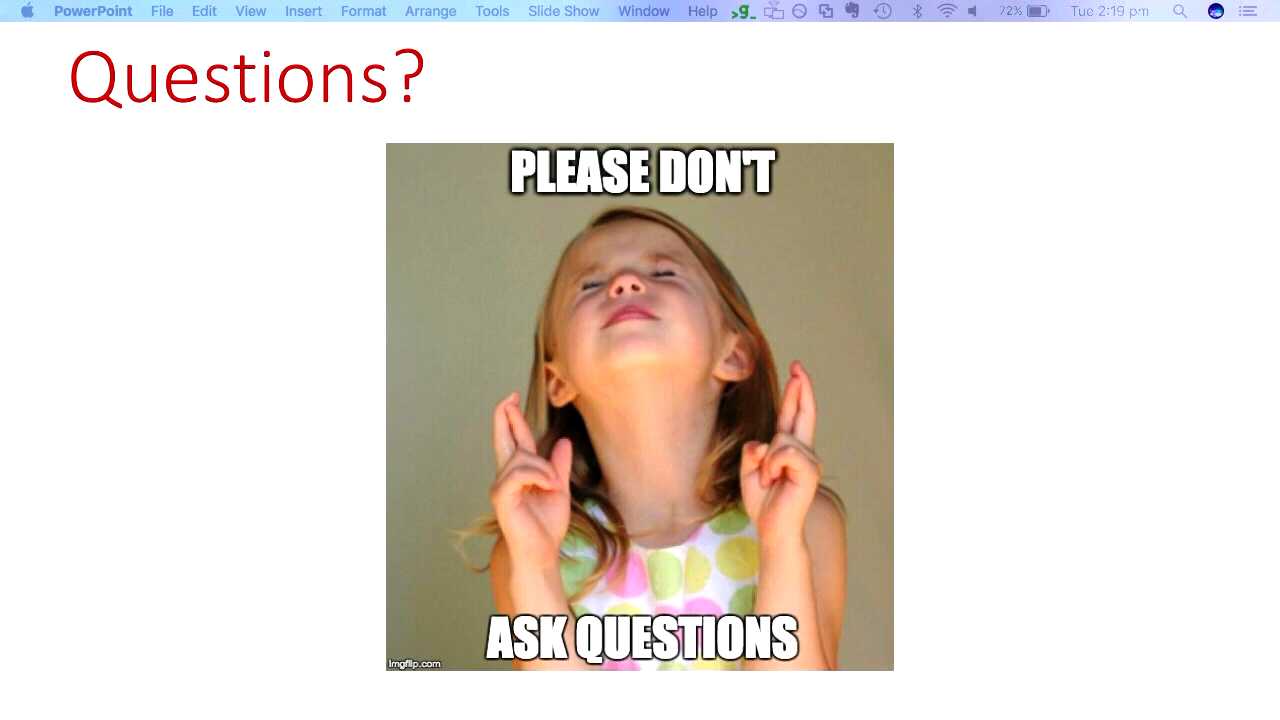 PowerPoint File Edit View Insert Format Arrange Tools Slide Show Window Help >g_ 72% Tue 2:19 pm
Questions?
PLEASE DON'T
ASK QUESTIONS
imgflip.com